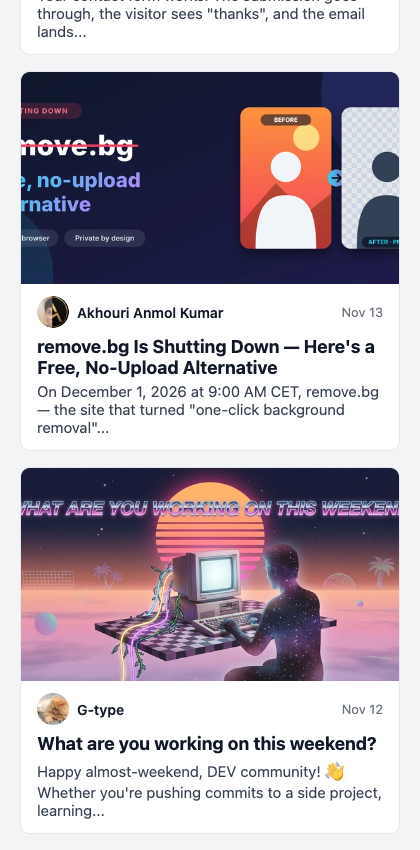 through, the visitor sees "thanks", and the email
lands...
TING DOWN
move.bg
e, no-upload
rnative
browser
Private by design
BEFORE
AFTER · PR
Akhouri Anmol Kumar
Nov 13
remove.bg Is Shutting Down — Here's a
Free, No-Upload Alternative
On December 1, 2026 at 9:00 AM CET, remove.bg
— the site that turned "one-click background
removal"...
WHAT ARE YOU WORKING ON THIS WEEKEN
G-type
Nov 12
What are you working on this weekend?
Happy almost-weekend, DEV community! 👋
Whether you're pushing commits to a side project,
learning...